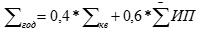 ∑год = 0,4 * ∑кв + 0,6 * ∑‾ИП